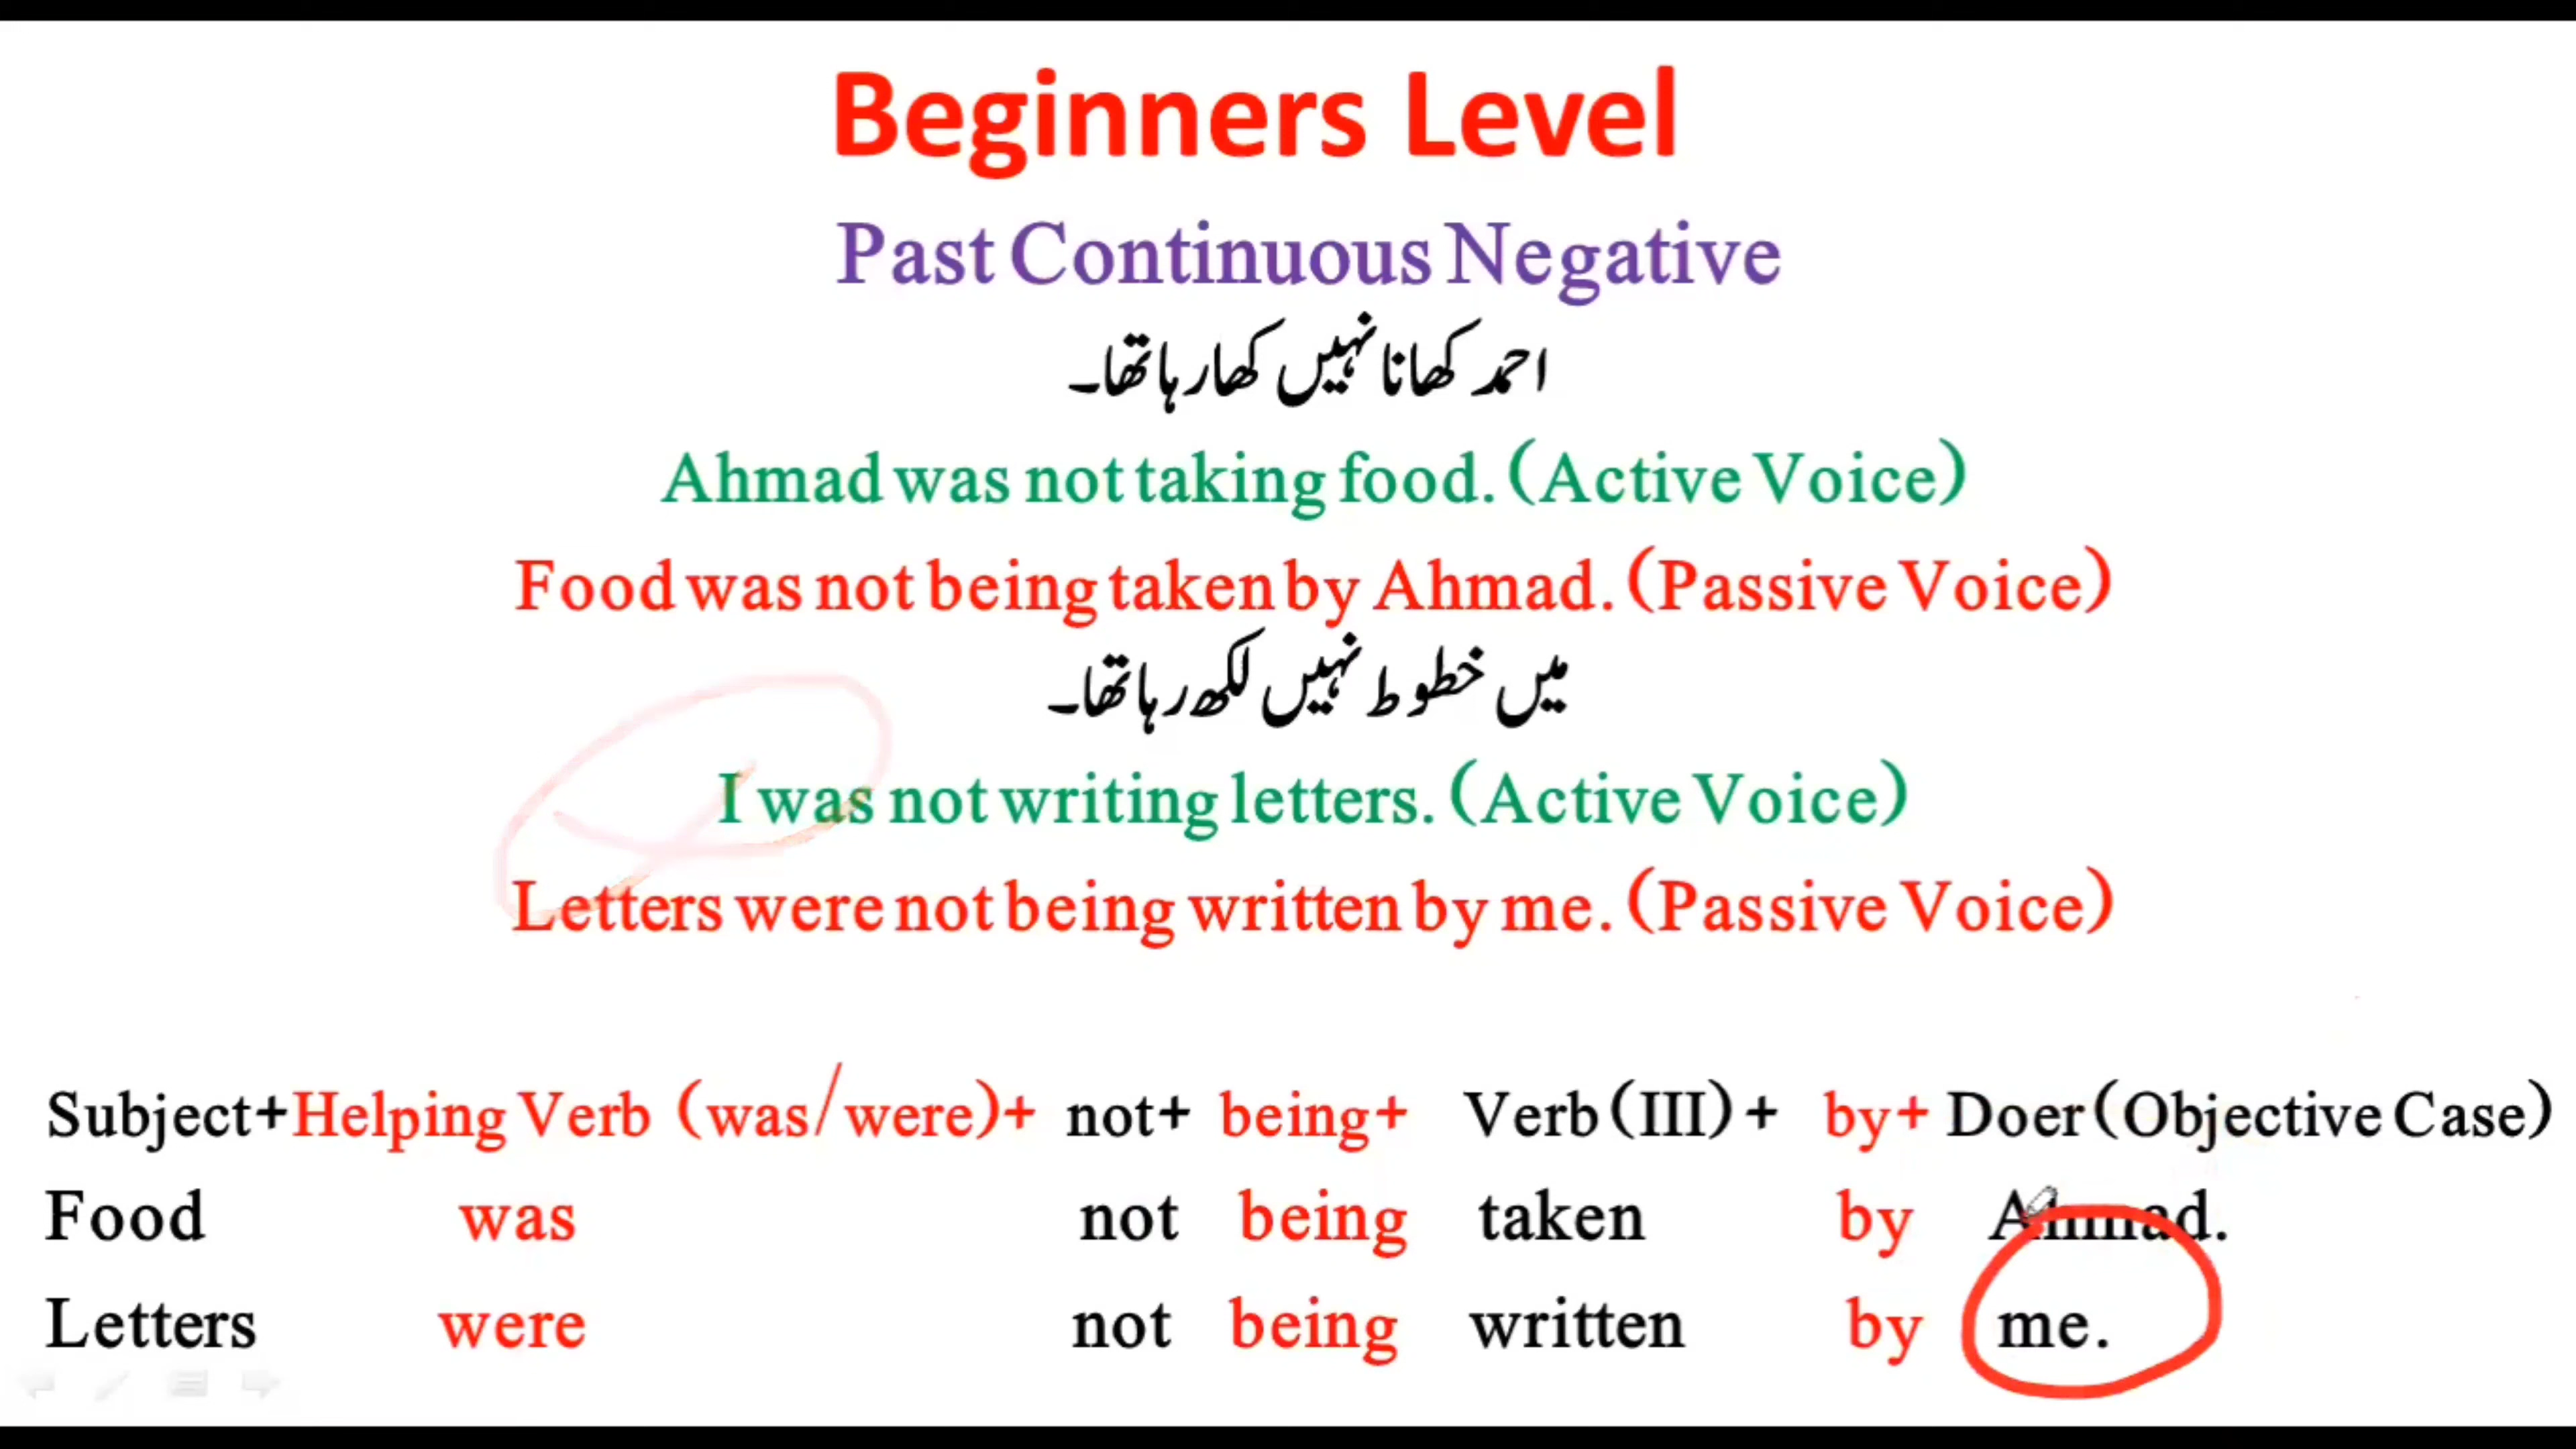 Beginners Level
Past Continuous Negative
احمد کھانا نہیں کھا رہا تھا۔
Ahmad was not taking food. (Active Voice)
Food was not being taken by Ahmad. (Passive Voice)
میں خطوط نہیں لکھ رہا تھا۔
I was not writing letters. (Active Voice)
Letters were not being written by me. (Passive Voice)
Subject+Helping Verb (was/were)+ not+ being+ Verb (III) + by+ Doer (Objective Case)
Food was not being taken by Ahmad.
Letters were not being written by me.